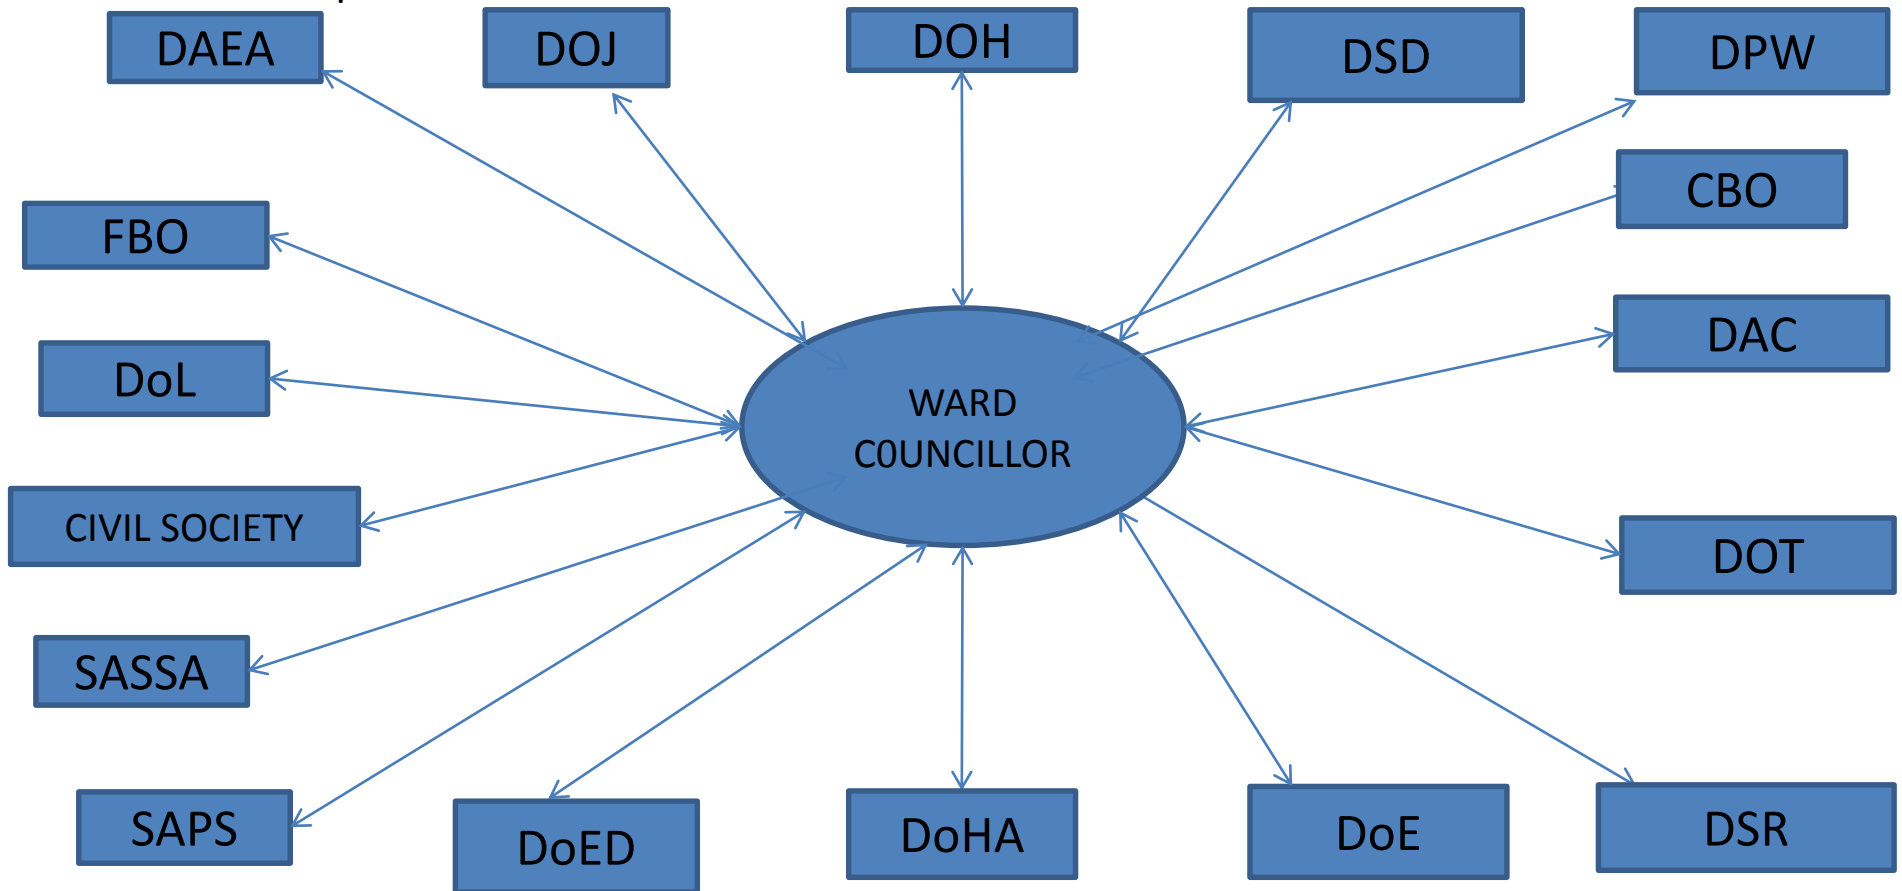 DAEA
DOJ
DOH
DSD
DPW
CBO
FBO
DAC
DoL
WARD
C0UNCILLOR
CIVIL SOCIETY
DOT
SASSA
SAPS
DoED
DoHA
DoE
DSR